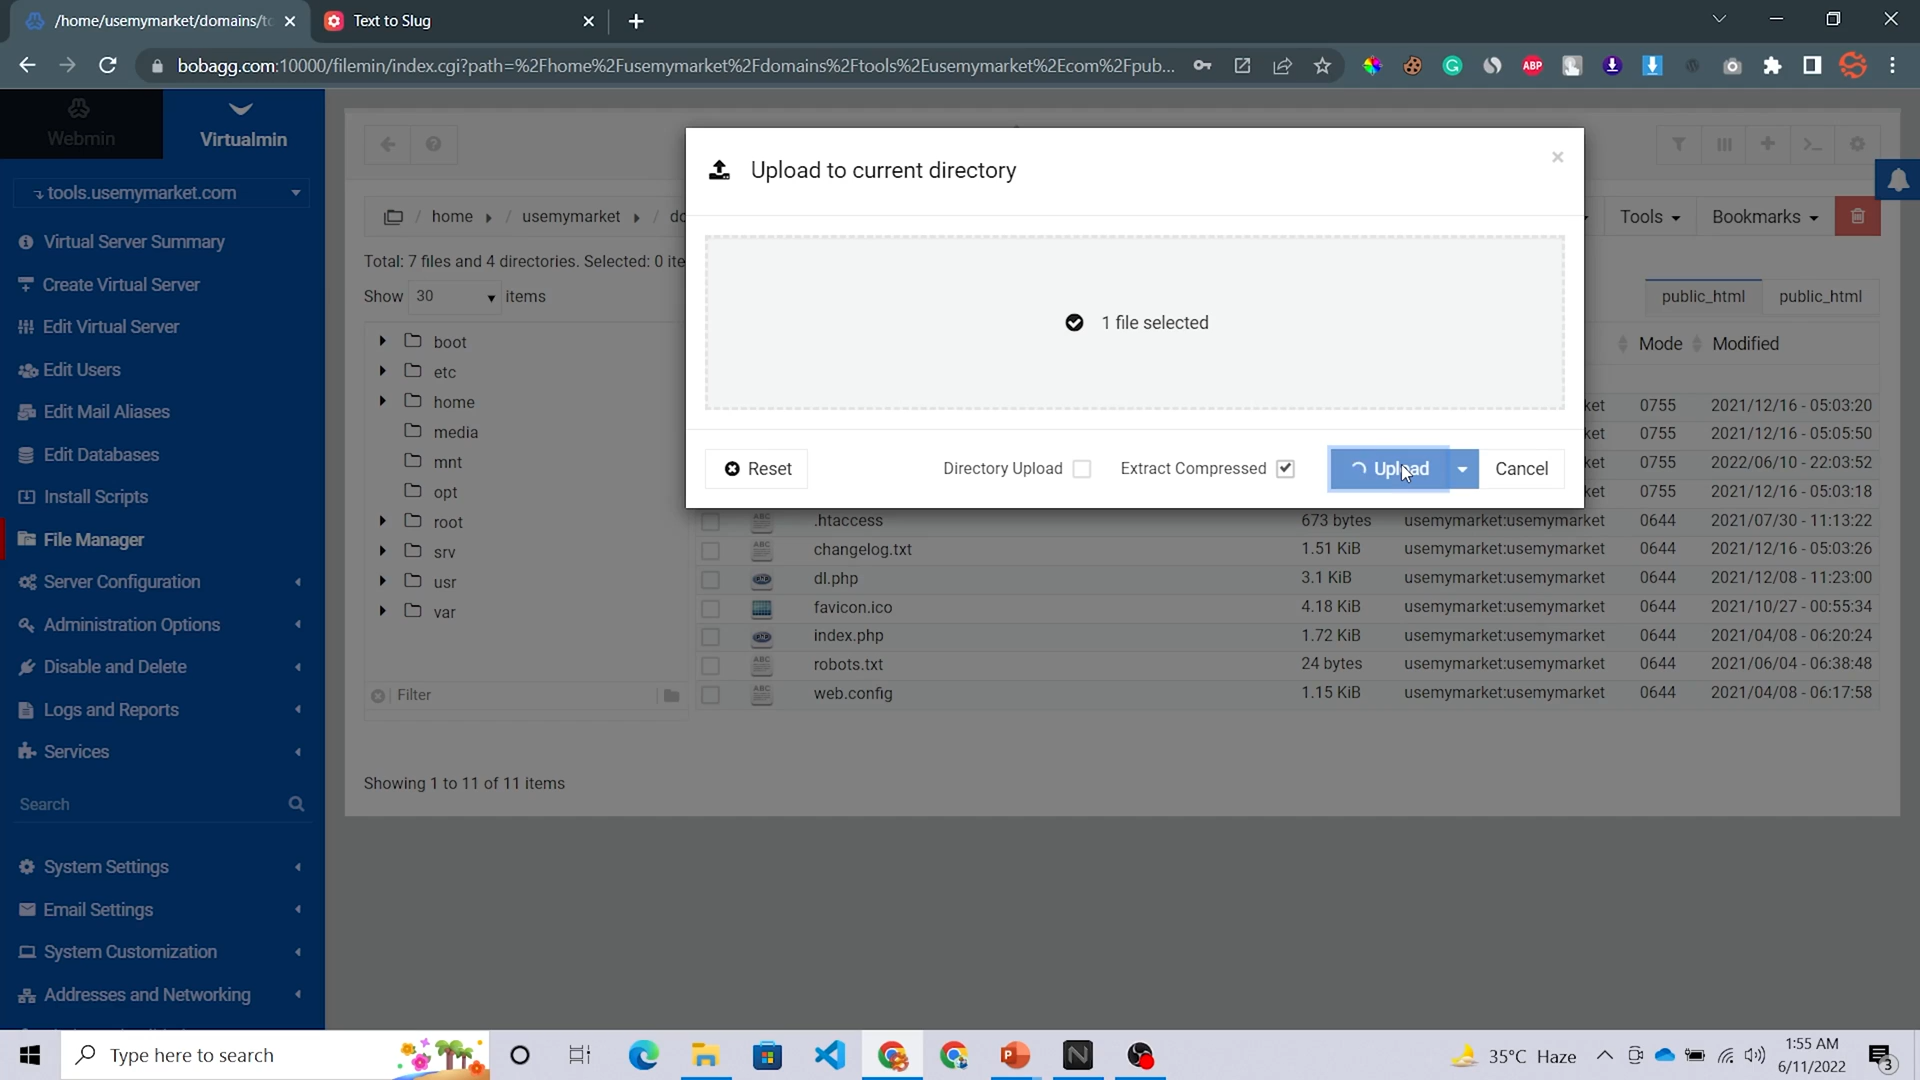 /home/usemymarket/domains/to
Text to Slug
bobagg.com:10000/filemin/index.cgi?path=%2Fhome%2Fusemymarket%2Fdomains%2Ftools%2Eusemymarket%2Ecom%2Fpub...
ABP
Webmin
Virtualmin
tools.usemymarket.com
Virtual Server Summary
Create Virtual Server
Edit Virtual Server
Edit Users
Edit Mail Aliases
Edit Databases
Install Scripts
File Manager
Server Configuration
Administration Options
Disable and Delete
Logs and Reports
Services
Search
System Settings
Email Settings
System Customization
Addresses and Networking
/ home / usemymarket / do
Total: 7 files and 4 directories. Selected: 0 ite
Show 30 items
boot
etc
home
media
mnt
opt
root
srv
usr
var
Filter
Showing 1 to 11 of 11 items
Upload to current directory
×
1 file selected
Reset
Directory Upload
Extract Compressed
Upload
Cancel
Tools
Bookmarks
public_html
public_html
Mode Modified
ket 0755 2021/12/16 - 05:03:20
ket 0755 2021/12/16 - 05:05:50
ket 0755 2022/06/10 - 22:03:52
ket 0755 2021/12/16 - 05:03:18
ABC .htaccess 673 bytes usemymarket:usemymarket 0644 2021/07/30 - 11:13:22
ABC changelog.txt 1.51 KiB usemymarket:usemymarket 0644 2021/12/16 - 05:03:26
php dl.php 3.1 KiB usemymarket:usemymarket 0644 2021/12/08 - 11:23:00
favicon.ico 4.18 KiB usemymarket:usemymarket 0644 2021/10/27 - 00:55:34
php index.php 1.72 KiB usemymarket:usemymarket 0644 2021/04/08 - 06:20:24
ABC robots.txt 24 bytes usemymarket:usemymarket 0644 2021/06/04 - 06:38:48
ABC web.config 1.15 KiB usemymarket:usemymarket 0644 2021/04/08 - 06:17:58
Type here to search
35°C Haze
1:55 AM
6/11/2022
3